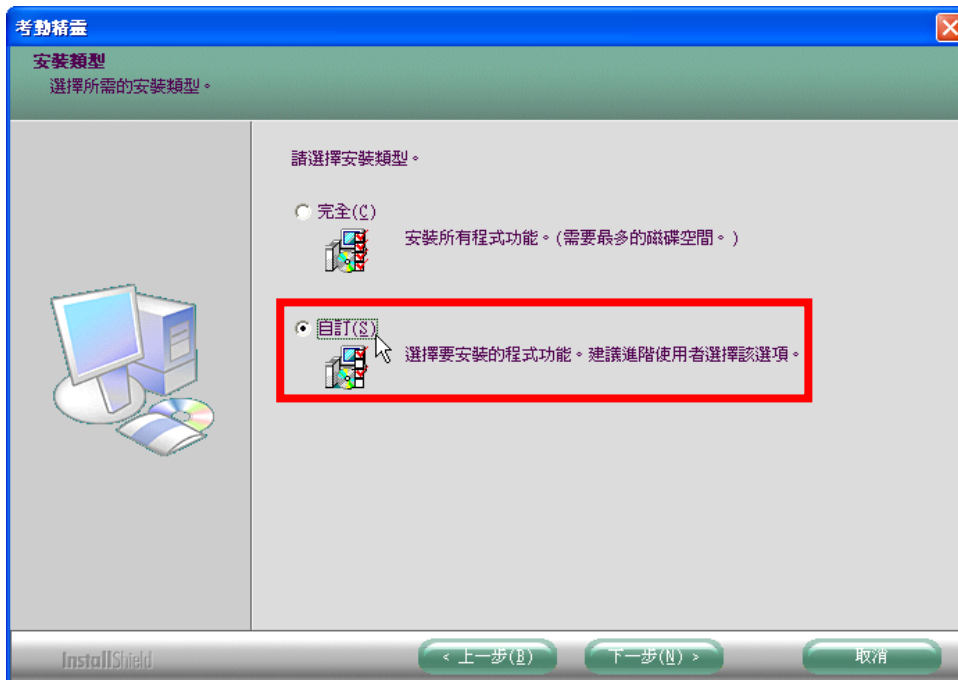 考勤精靈
安裝類型
選擇所需的安裝類型。
請選擇安裝類型。
完全(C)
安裝所有程式功能。(需要最多的磁碟空間。)
自訂(S)
選擇要安裝的程式功能。建議進階使用者選擇該選項。
InstallShield
< 上一步(B)
下一步(N) >
取消